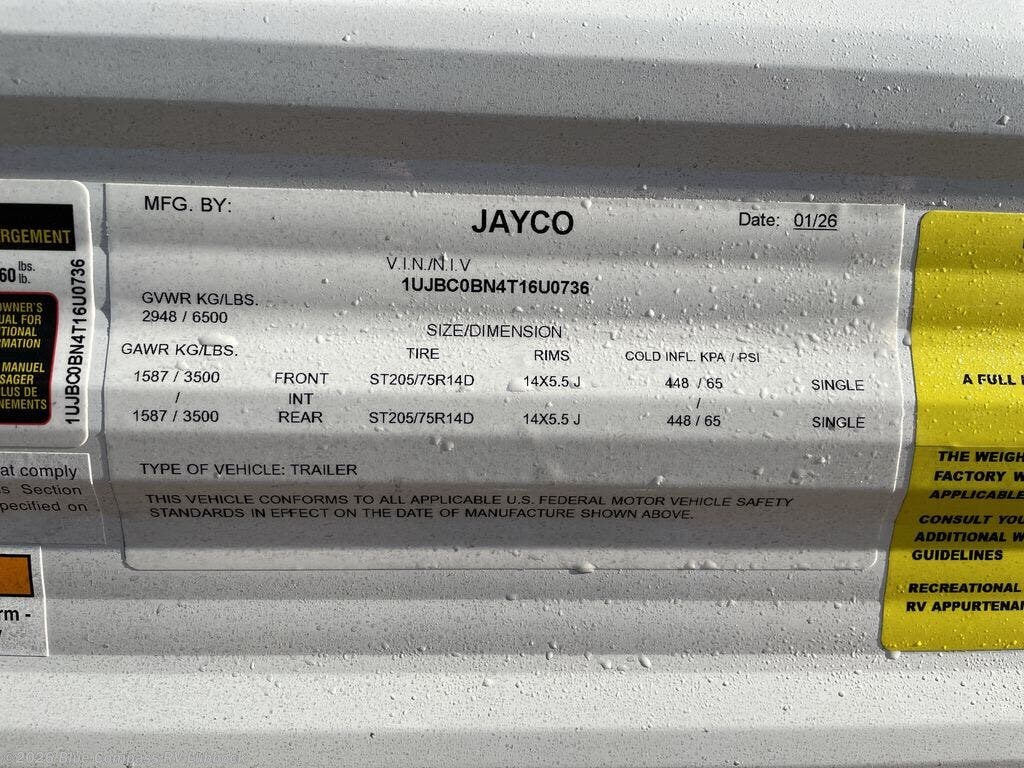 MFG. BY:
JAYCO
Date: 01/26
V.I.N./N.I.V
1UJBC0BN4T16U0736
GVWR KG/LBS.
2948 / 6500
SIZE/DIMENSION
GAWR KG/LBS. TIRE RIMS COLD INFL. KPA / PSI
1587 / 3500 FRONT ST205/75R14D 14X5.5 J 448 / 65 SINGLE
/ INT /
1587 / 3500 REAR ST205/75R14D 14X5.5 J 448 / 65 SINGLE
TYPE OF VEHICLE: TRAILER
THIS VEHICLE CONFORMS TO ALL APPLICABLE U.S. FEDERAL MOTOR VEHICLE SAFETY
STANDARDS IN EFFECT ON THE DATE OF MANUFACTURE SHOWN ABOVE.
RGEMENT
60 lbs.
lb.
OWNER'S
UAL FOR
TIONAL
RMATION
MANUEL
SAGER
PLUS DE
NEMENTS
1UJBC0BN4T16U0736
at comply
s Section
pecified on
rm -
A FULL
THE WEIGH
FACTORY W
APPLICABLE
CONSULT YOU
ADDITIONAL W
GUIDELINES
RECREATIONAL
RV APPURTENAN